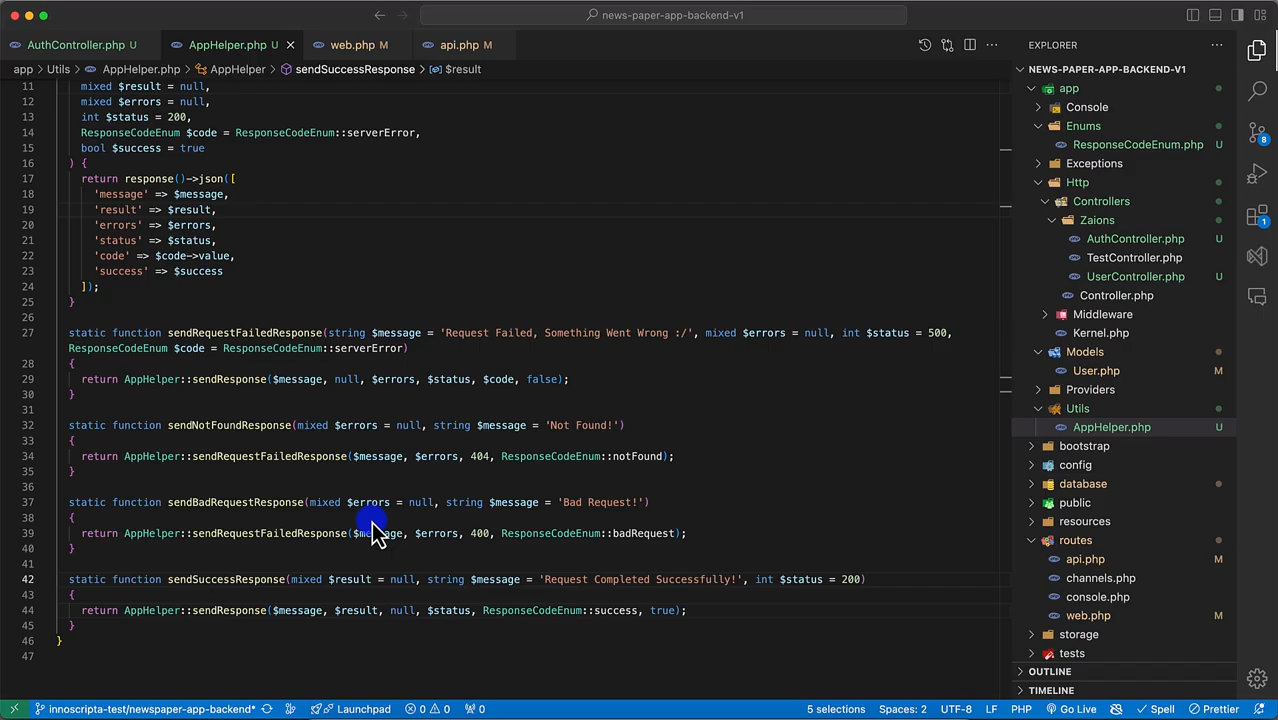 news-paper-app-backend-v1
AuthController.php U
AppHelper.php U
web.php M
api.php M
app > Utils > AppHelper.php > AppHelper > sendSuccessResponse > $result
11 mixed $result = null,
12 mixed $errors = null,
13 int $status = 200,
14 ResponseCodeEnum $code = ResponseCodeEnum::serverError,
15 bool $success = true
16 ) {
17 return response()->json([
18 'message' => $message,
19 'result' => $result,
20 'errors' => $errors,
21 'status' => $status,
22 'code' => $code->value,
23 'success' => $success
24 ]);
25 }
26
27 static function sendRequestFailedResponse(string $message = 'Request Failed, Something Went Wrong :/', mixed $errors = null, int $status = 500,
ResponseCodeEnum $code = ResponseCodeEnum::serverError)
28 {
29 return AppHelper::sendResponse($message, null, $errors, $status, $code, false);
30 }
31
32 static function sendNotFoundResponse(mixed $errors = null, string $message = 'Not Found!')
33 {
34 return AppHelper::sendRequestFailedResponse($message, $errors, 404, ResponseCodeEnum::notFound);
35 }
36
37 static function sendBadRequestResponse(mixed $errors = null, string $message = 'Bad Request!')
38 {
39 return AppHelper::sendRequestFailedResponse($message, $errors, 400, ResponseCodeEnum::badRequest);
40 }
41
42 static function sendSuccessResponse(mixed $result = null, string $message = 'Request Completed Successfully!', int $status = 200)
43 {
44 return AppHelper::sendResponse($message, $result, null, $status, ResponseCodeEnum::success, true);
45 }
46 }
47
EXPLORER
NEWS-PAPER-APP-BACKEND-V1
app
Console
Enums
ResponseCodeEnum.php U
Exceptions
Http
Controllers
Zaions
AuthController.php U
TestController.php
UserController.php U
Controller.php
Middleware
Kernel.php
Models
User.php M
Providers
Utils
AppHelper.php U
bootstrap
config
database
public
resources
routes
api.php M
channels.php
console.php
web.php M
storage
tests
OUTLINE
TIMELINE
8
1
innoscripta-test/newspaper-app-backend* Launchpad 0 0 0 5 selections Spaces: 2 UTF-8 LF PHP Go Live Spell Prettier